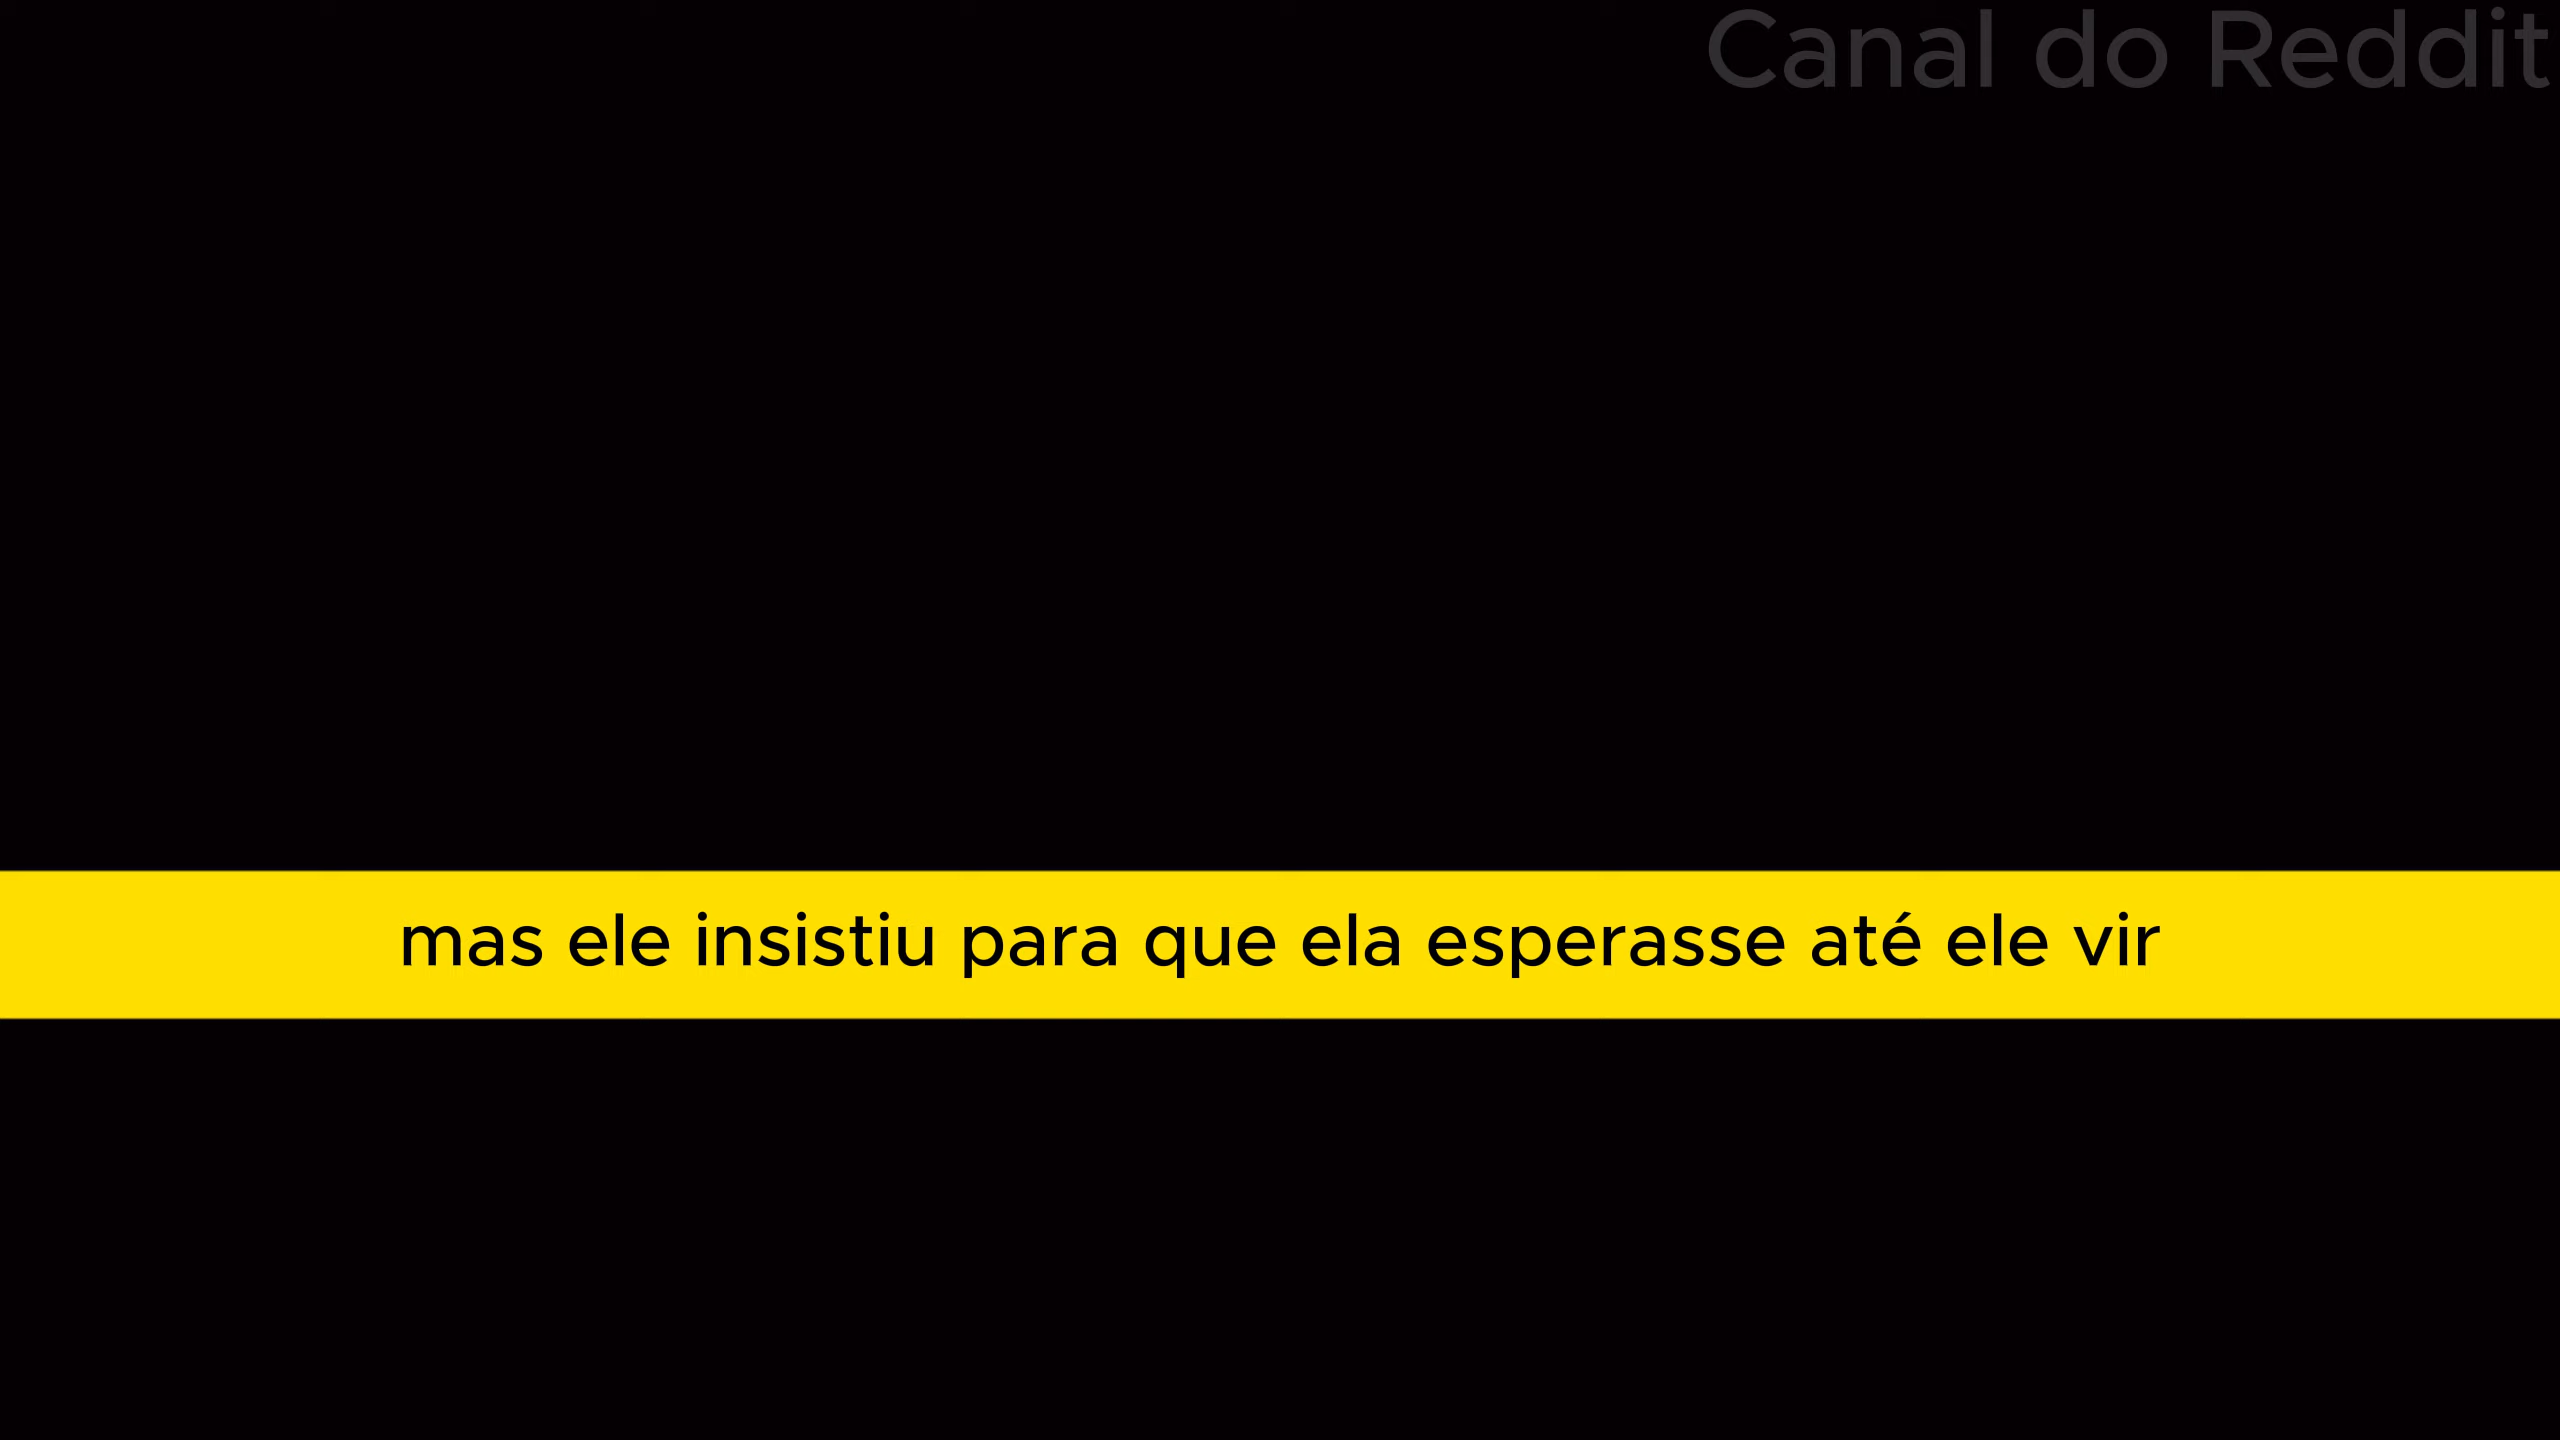 Canal do Reddit
mas ele insistiu para que ela esperasse até ele vir